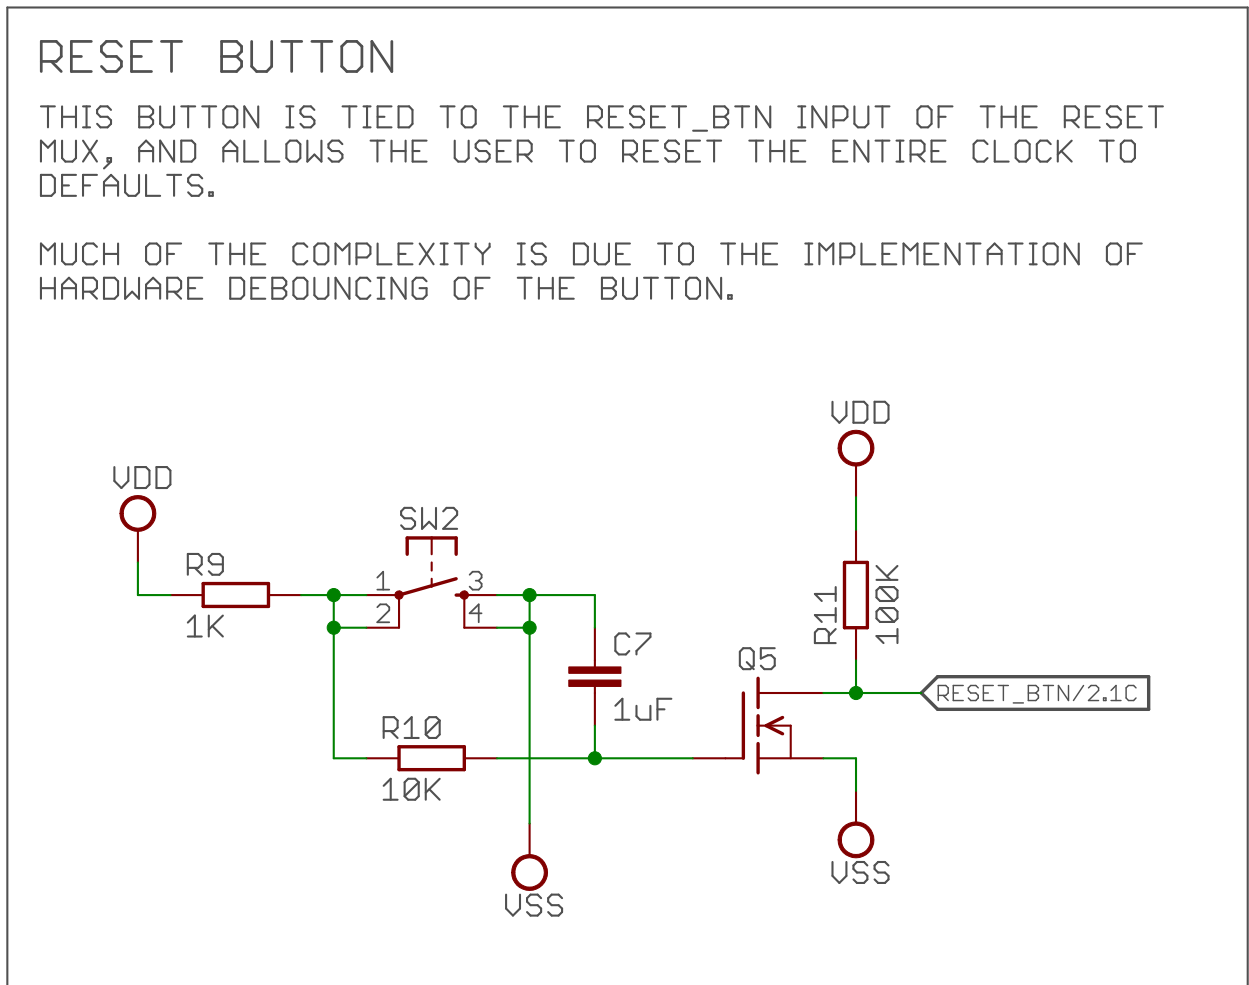 RESET BUTTON
THIS BUTTON IS TIED TO THE RESET_BTN INPUT OF THE RESET
MUX, AND ALLOWS THE USER TO RESET THE ENTIRE CLOCK TO
DEFAULTS.
MUCH OF THE COMPLEXITY IS DUE TO THE IMPLEMENTATION OF
HARDWARE DEBOUNCING OF THE BUTTON.
VDD
VDD
SW2
R9
1 3
2 4
1K
R11
100K
C7
Q5
RESET_BTN/2.1C
1uF
R10
10K
VSS
VSS